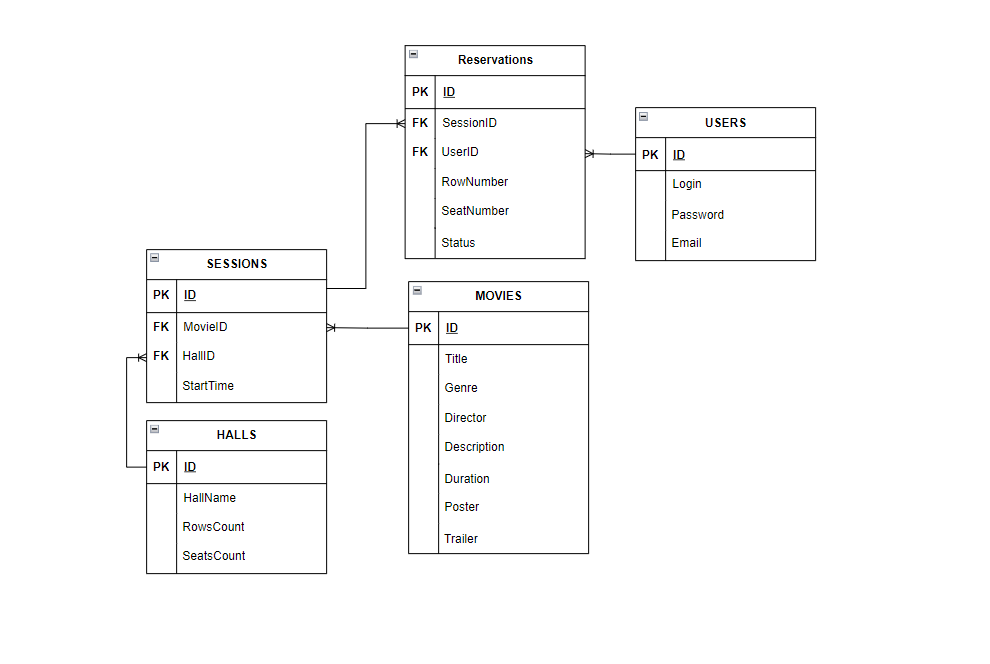 Reservations
PK ID
FK SessionID
FK UserID
RowNumber
SeatNumber
Status
USERS
PK ID
Login
Password
Email
SESSIONS
PK ID
FK MovieID
FK HallID
StartTime
MOVIES
PK ID
Title
Genre
Director
Description
Duration
Poster
Trailer
HALLS
PK ID
HallName
RowsCount
SeatsCount